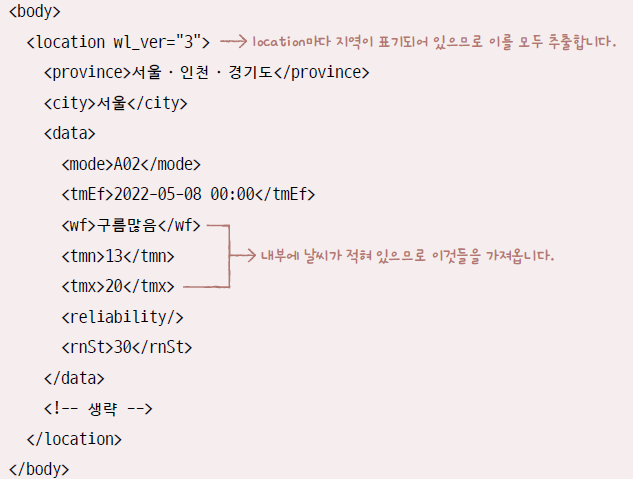 <body>
<location wl_ver="3"> location마다 지역이 표기되어 있으므로 이를 모두 추출합니다.
<province>서울·인천·경기도</province>
<city>서울</city>
<data>
<mode>A02</mode>
<tmEf>2022-05-08 00:00</tmEf>
<wf>구름많음</wf>
<tmn>13</tmn> 내부에 날씨가 적혀 있으므로 이것들을 가져옵니다.
<tmx>20</tmx>
<reliability/>
<rnSt>30</rnSt>
</data>
<!-- 생략 -->
</location>
</body>